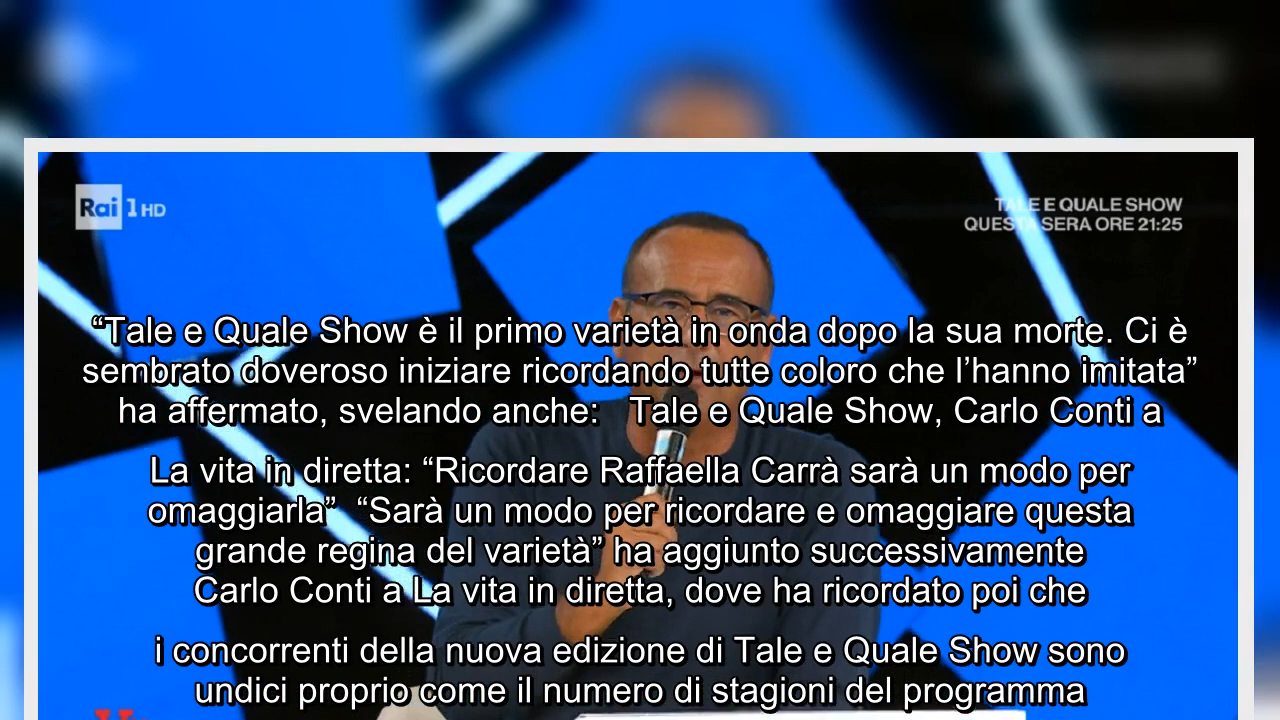 Rai 1 HD
TALE E QUALE SHOW
QUESTA SERA ORE 21:25
“Tale e Quale Show è il primo varietà in onda dopo la sua morte. Ci è
sembrato doveroso iniziare ricordando tutte coloro che l’hanno imitata”
ha affermato, svelando anche: Tale e Quale Show, Carlo Conti a
La vita in diretta: “Ricordare Raffaella Carrà sarà un modo per
omaggiarla” “Sarà un modo per ricordare e omaggiare questa
grande regina del varietà” ha aggiunto successivamente
Carlo Conti a La vita in diretta, dove ha ricordato poi che
i concorrenti della nuova edizione di Tale e Quale Show sono
undici proprio come il numero di stagioni del programma